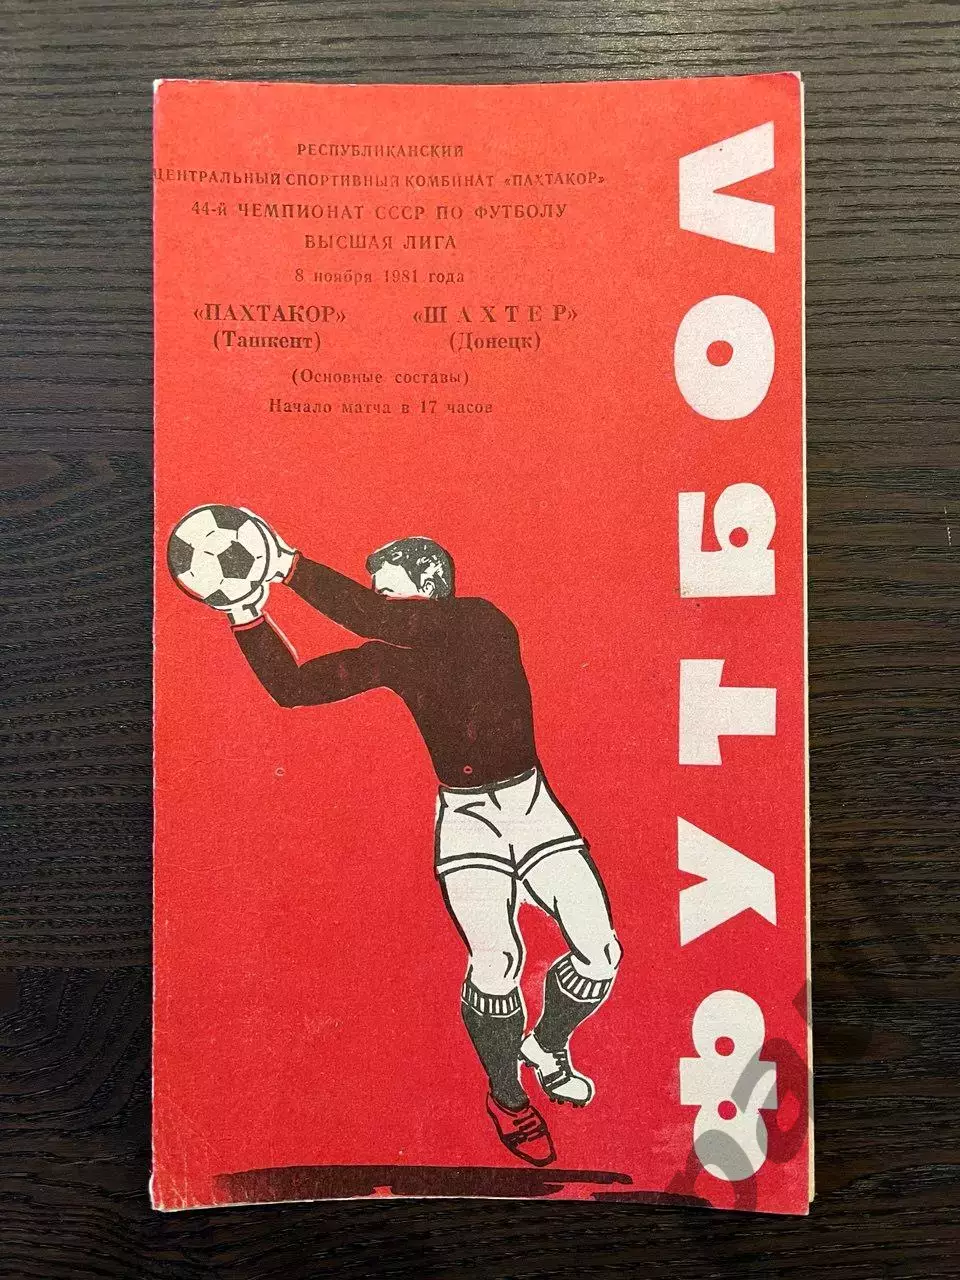 РЕСПУБЛИКАНСКИЙ
ЦЕНТРАЛЬНЫЙ СПОРТИВНЫЙ КОМБИНАТ «ПАХТАКОР»
44-й ЧЕМПИОНАТ СССР ПО ФУТБОЛУ
ВЫСШАЯ ЛИГА
8 ноября 1981 года
«ПАХТАКОР» «ШАХТЕР»
(Ташкент) (Донецк)
(Основные составы)
Начало матча в 17 часов
ФУТБОЛ